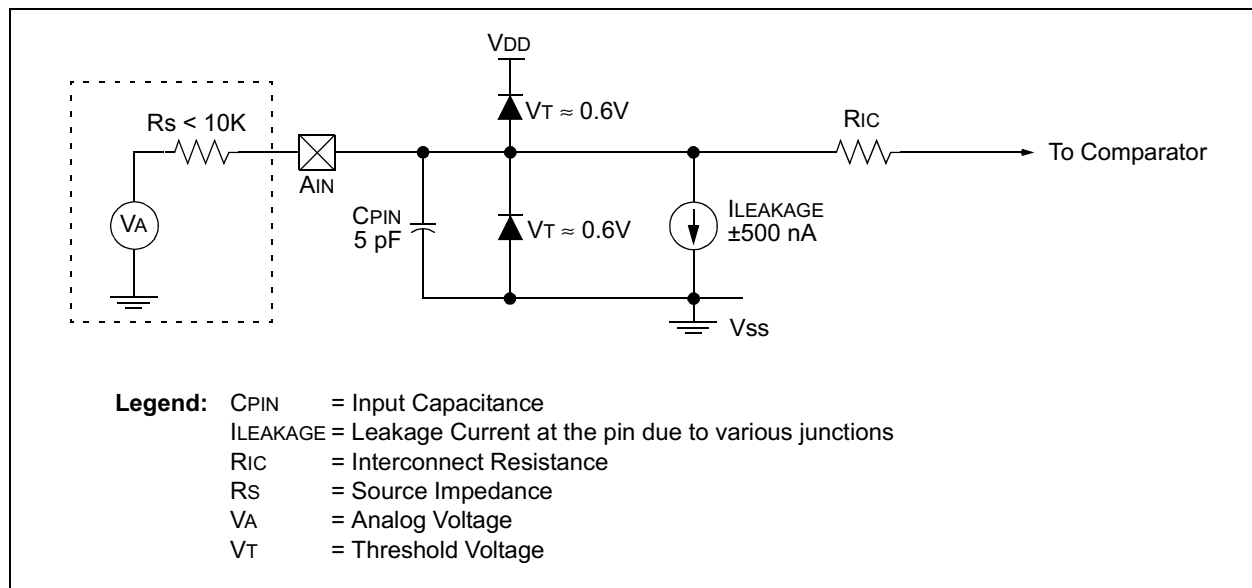 VDD
VT ≈ 0.6V
Rs < 10K
RIC
To Comparator
AIN
VA
CPIN
5 pF
VT ≈ 0.6V
ILEAKAGE
±500 nA
Vss
Legend: CPIN = Input Capacitance
ILEAKAGE = Leakage Current at the pin due to various junctions
RIC = Interconnect Resistance
RS = Source Impedance
VA = Analog Voltage
VT = Threshold Voltage